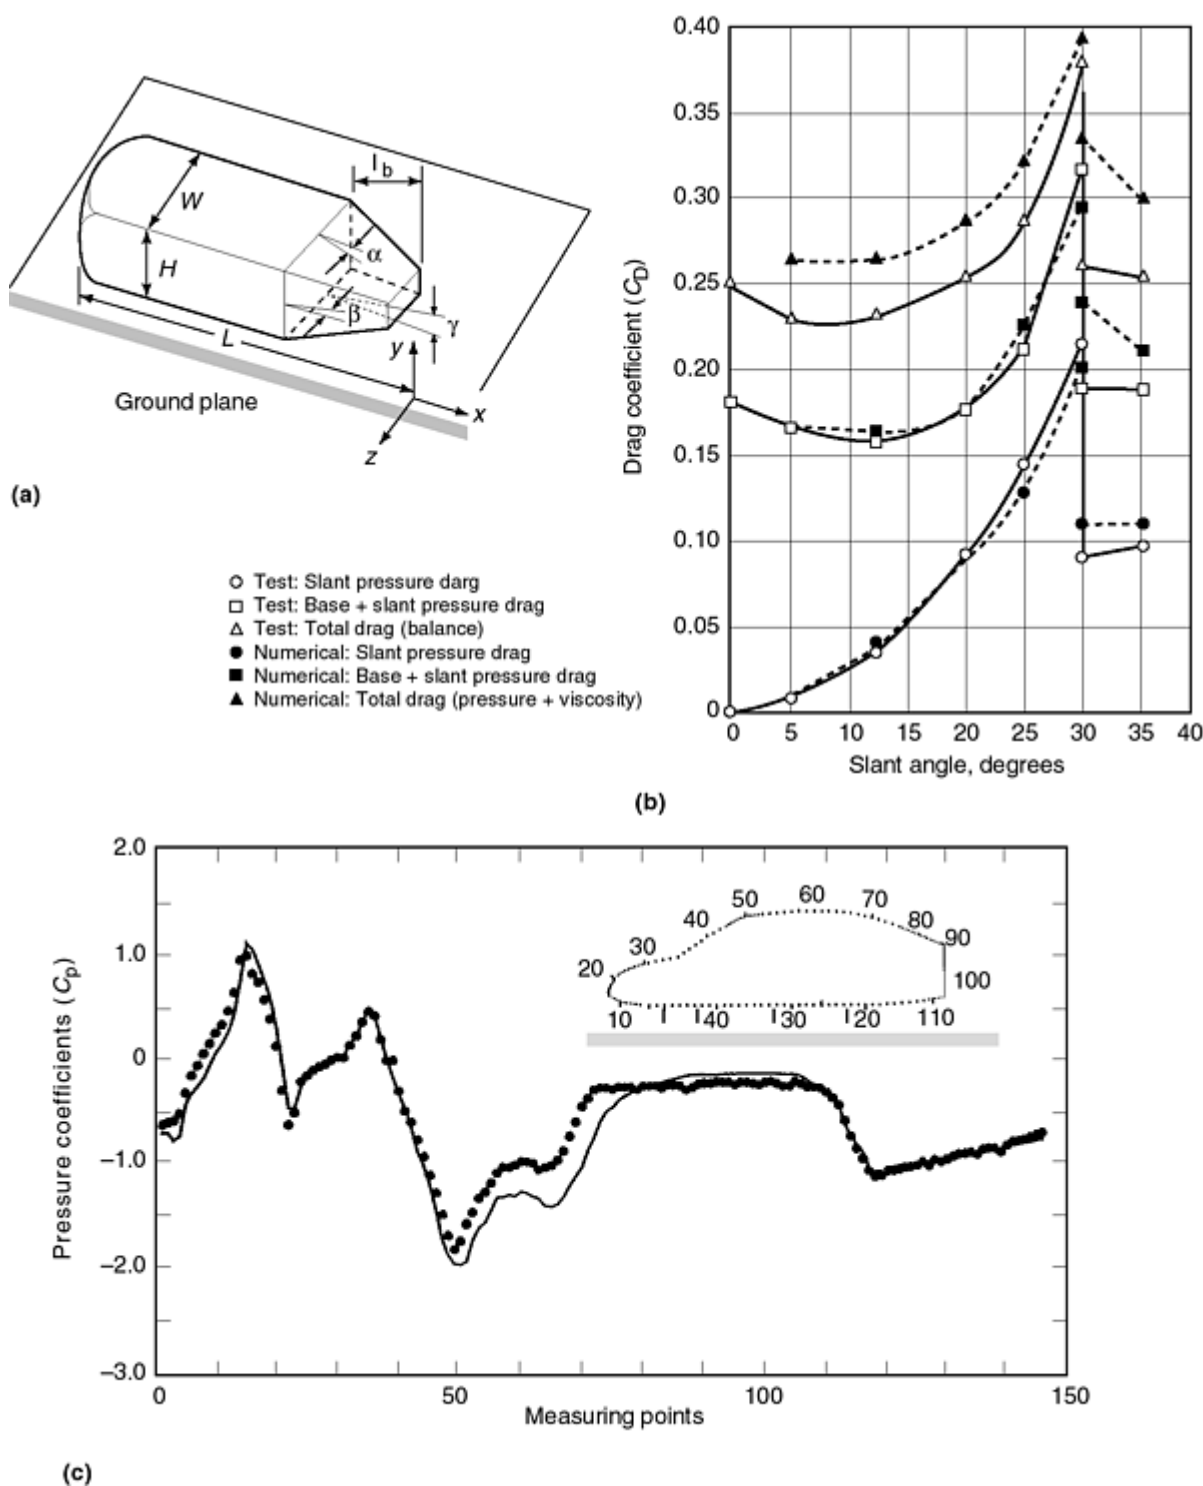 W
H
L
l b
α
β
γ
y
x
z
Ground plane
(a)
○ Test: Slant pressure darg
□ Test: Base + slant pressure drag
△ Test: Total drag (balance)
● Numerical: Slant pressure drag
■ Numerical: Base + slant pressure drag
▲ Numerical: Total drag (pressure + viscosity)
Drag coefficient (CD)
0.40
0.35
0.30
0.25
0.20
0.15
0.10
0.05
0
0 5 10 15 20 25 30 35 40
Slant angle, degrees
(b)
Pressure coefficients (Cp)
2.0
1.0
0
–1.0
–2.0
–3.0
0 50 100 150
Measuring points
20 30 40 50 60 70 80 90
100
10 140 130 120 110
(c)